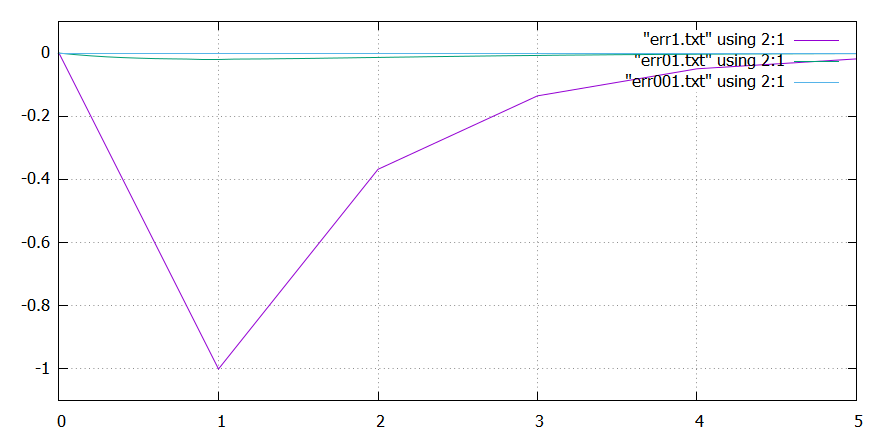 0
-0.2
-0.4
-0.6
-0.8
-1
0 1 2 3 4 5
"err1.txt" using 2:1
"err01.txt" using 2:1
"err001.txt" using 2:1